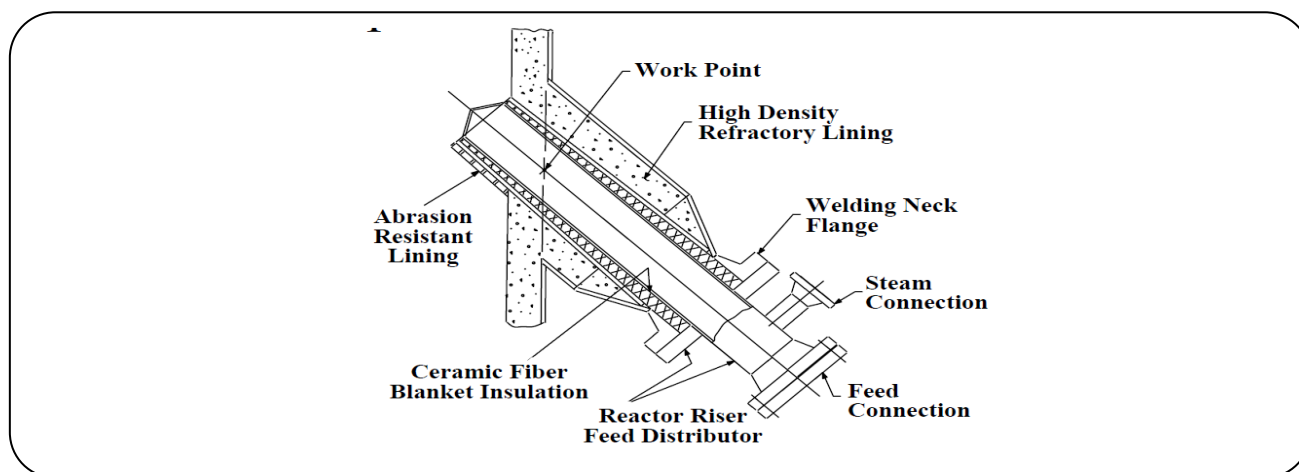 Work Point
High Density
Refractory Lining
Welding Neck
Flange
Abrasion
Resistant
Lining
Steam
Connection
Ceramic Fiber
Blanket Insulation
Feed
Connection
Reactor Riser
Feed Distributor